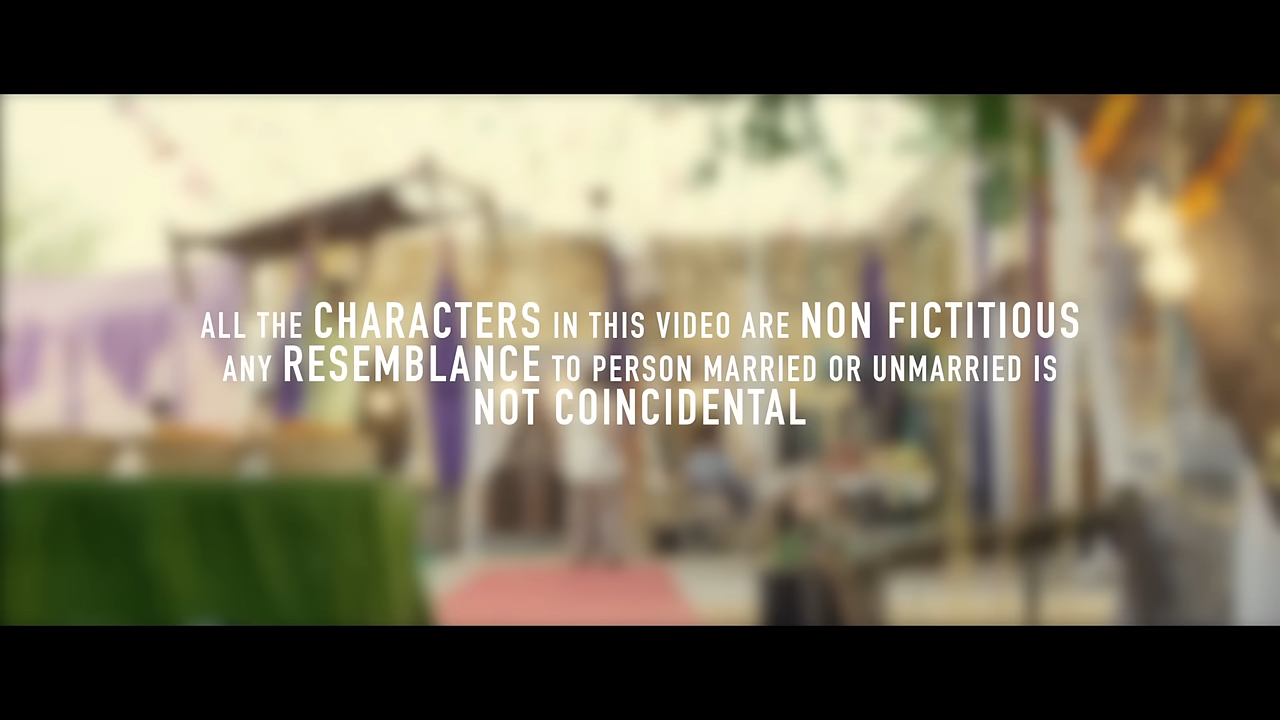 ALL THE CHARACTERS IN THIS VIDEO ARE NON FICTITIOUS
ANY RESEMBLANCE TO PERSON MARRIED OR UNMARRIED IS
NOT COINCIDENTAL